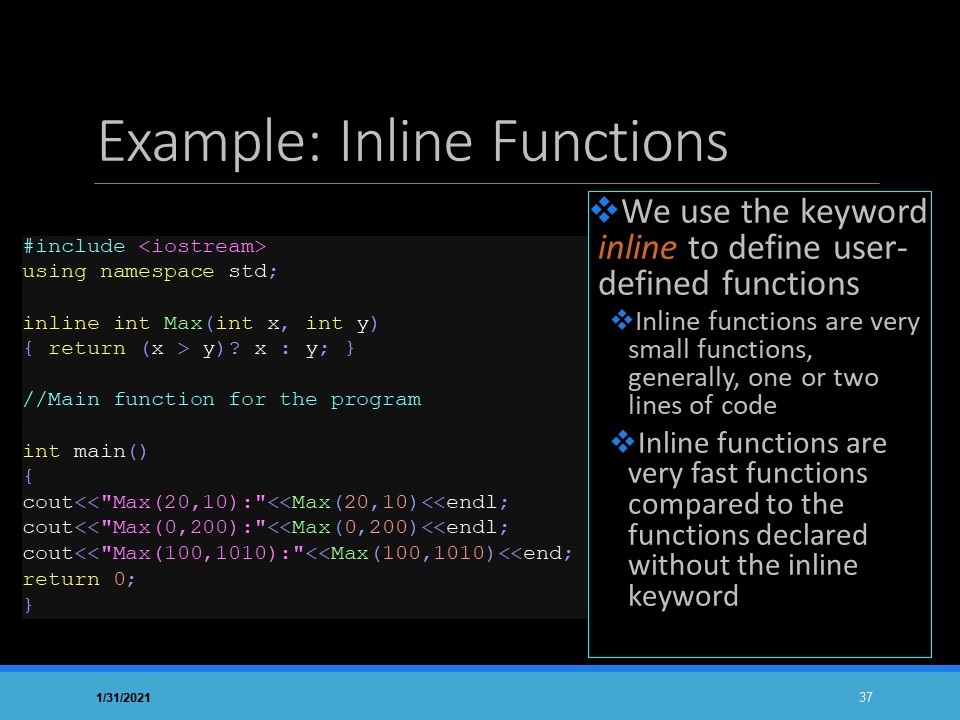 Example: Inline Functions
#include <iostream>
using namespace std;
inline int Max(int x, int y)
{ return (x > y)? x : y; }
//Main function for the program
int main()
{
cout<<"Max(20,10):"<<Max(20,10)<<endl;
cout<<"Max(0,200):"<<Max(0,200)<<endl;
cout<<"Max(100,1010):"<<Max(100,1010)<<end;
return 0;
}
❖We use the keyword
inline to define user-
defined functions
❖Inline functions are very
small functions,
generally, one or two
lines of code
❖Inline functions are
very fast functions
compared to the
functions declared
without the inline
keyword
1/31/2021
37